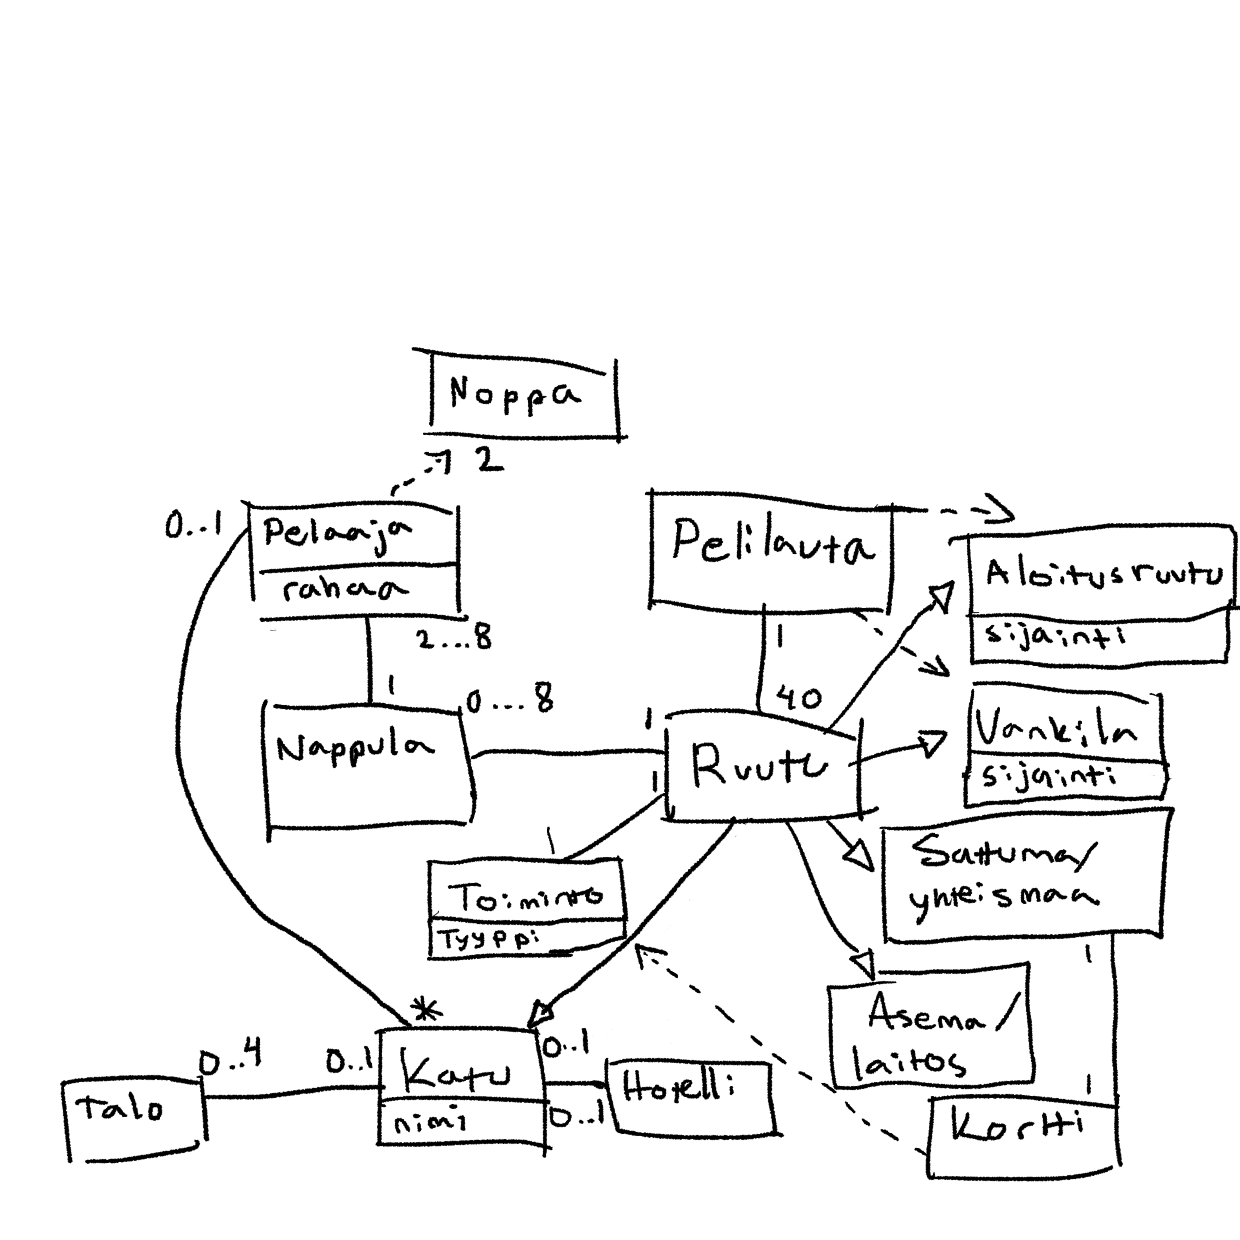 Noppa
2
0..1
Pelaaja
rahaa
2...8
1
Nappula
0...8
Pelilauta
1
40
1
Ruutu
1
Aloitusruutu
sijainti
Vankila
sijainti
Sattuma/
yhteismaa
1
1
Toiminto
Tyyppi
Asema/
laitos
1
Kortti
*
0..4
0..1
Katu
nimi
0..1
0..1
Hotelli
Talo